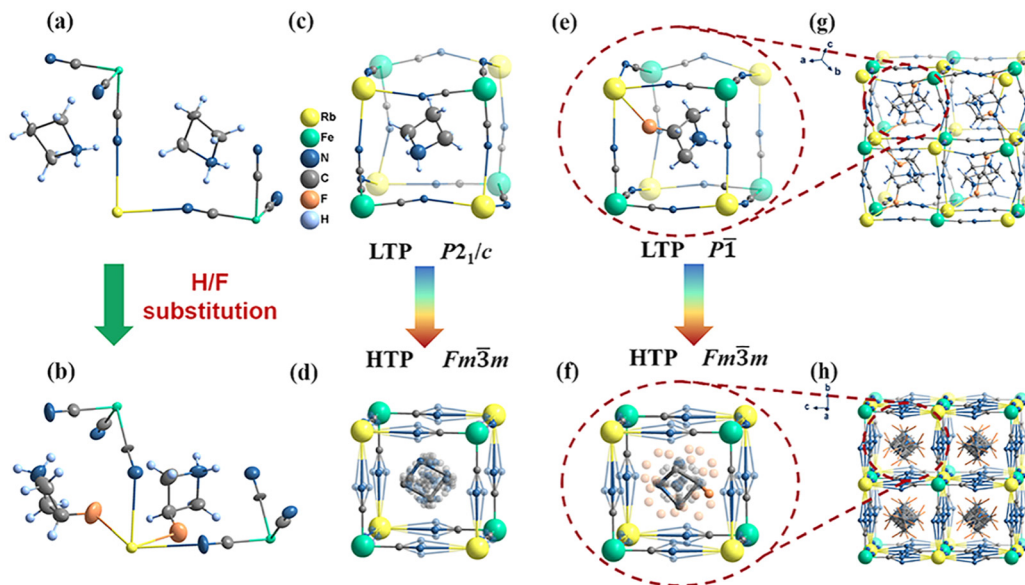 (a)
(c)
(e)
(g)
Rb
Fe
N
C
F
H
c
a
b
LTP P2₁/c
LTP P1̅
H/F
substitution
HTP Fm3̅m
HTP Fm3̅m
(b)
(d)
(f)
(h)
b
c
a